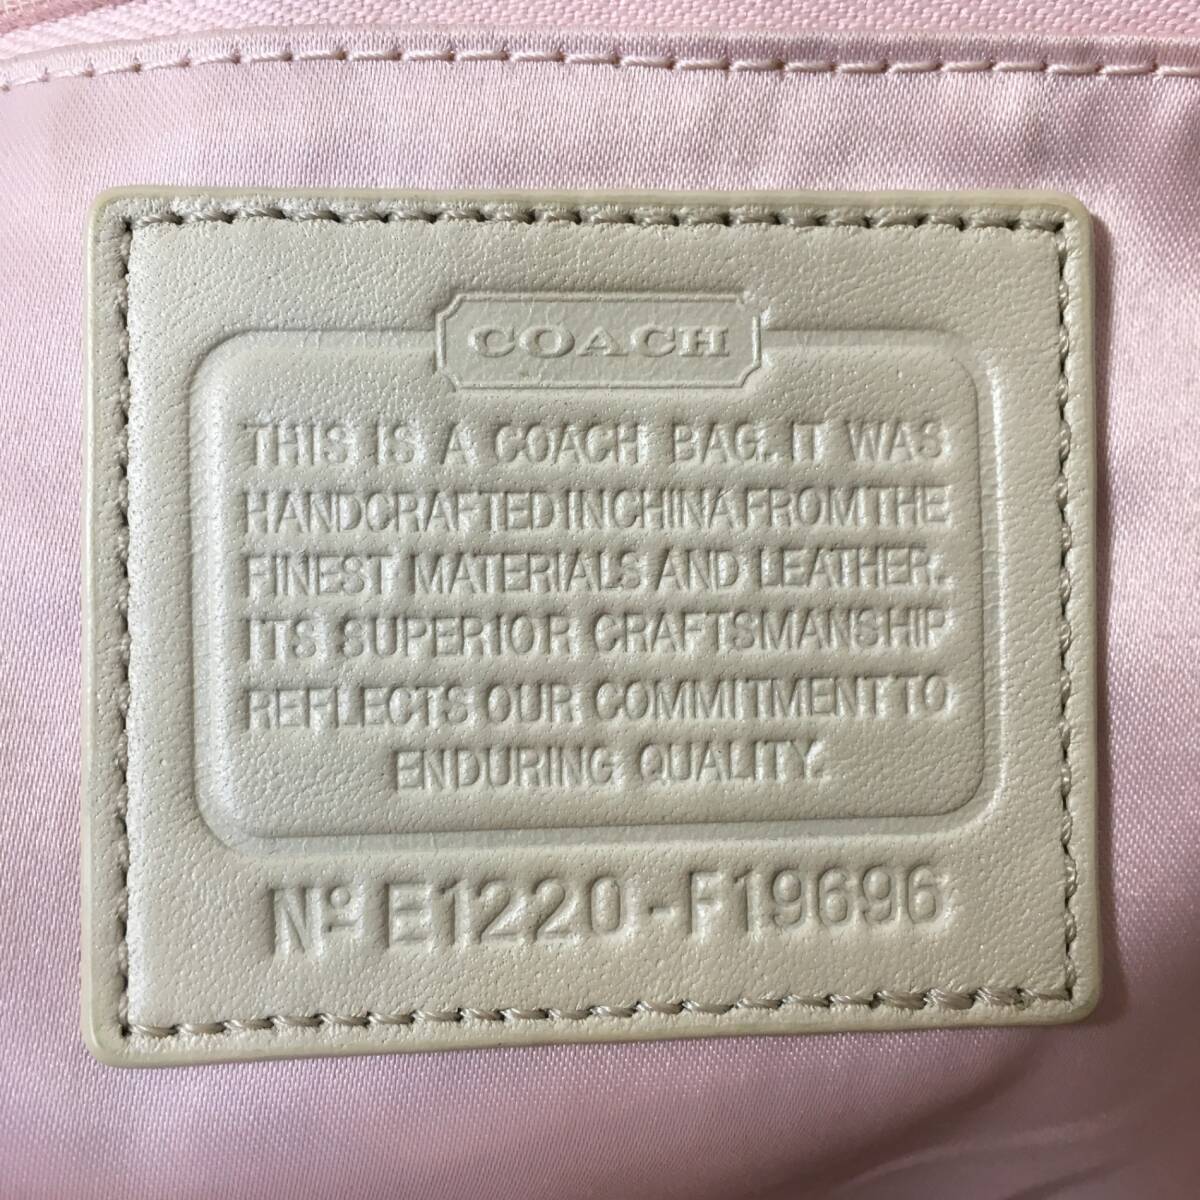 COACH
THIS IS A COACH BAG. IT WAS
HANDCRAFTED IN CHINA FROM THE
FINEST MATERIALS AND LEATHER.
ITS SUPERIOR CRAFTSMANSHIP
REFLECTS OUR COMMITMENT TO
ENDURING QUALITY.
Nº E1220-F19696